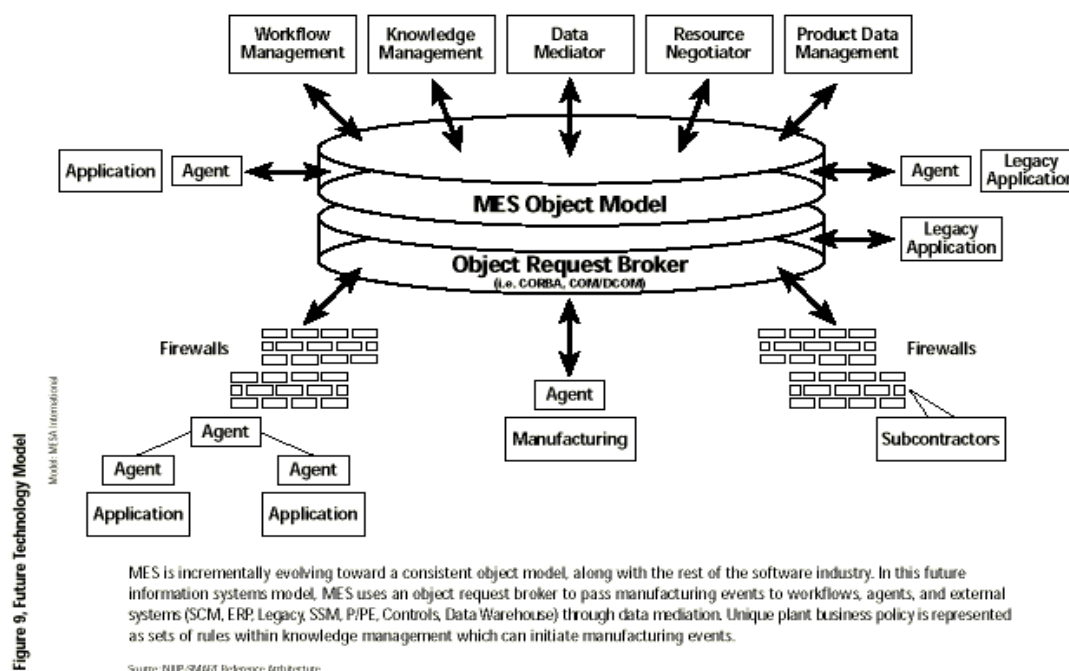 Workflow
Management
Knowledge
Management
Data
Mediator
Resource
Negotiator
Product Data
Management
Application
Agent
Agent
Legacy
Application
MES Object Model
Legacy
Application
Object Request Broker
(i.e. CORBA, COM/DCOM)
Firewalls
Firewalls
Agent
Manufacturing
Subcontractors
Agent
Agent
Agent
Application
Application
Figure 9, Future Technology Model
Model: MESA International
MES is incrementally evolving toward a consistent object model, along with the rest of the software industry. In this future
information systems model, MES uses an object request broker to pass manufacturing events to workflows, agents, and external
systems (SCM, ERP, Legacy, SSM, P/PE, Controls, Data Warehouse) through data mediation. Unique plant business policy is represented
as sets of rules within knowledge management which can initiate manufacturing events.
Source: NIIIP-SMART Reference Architecture